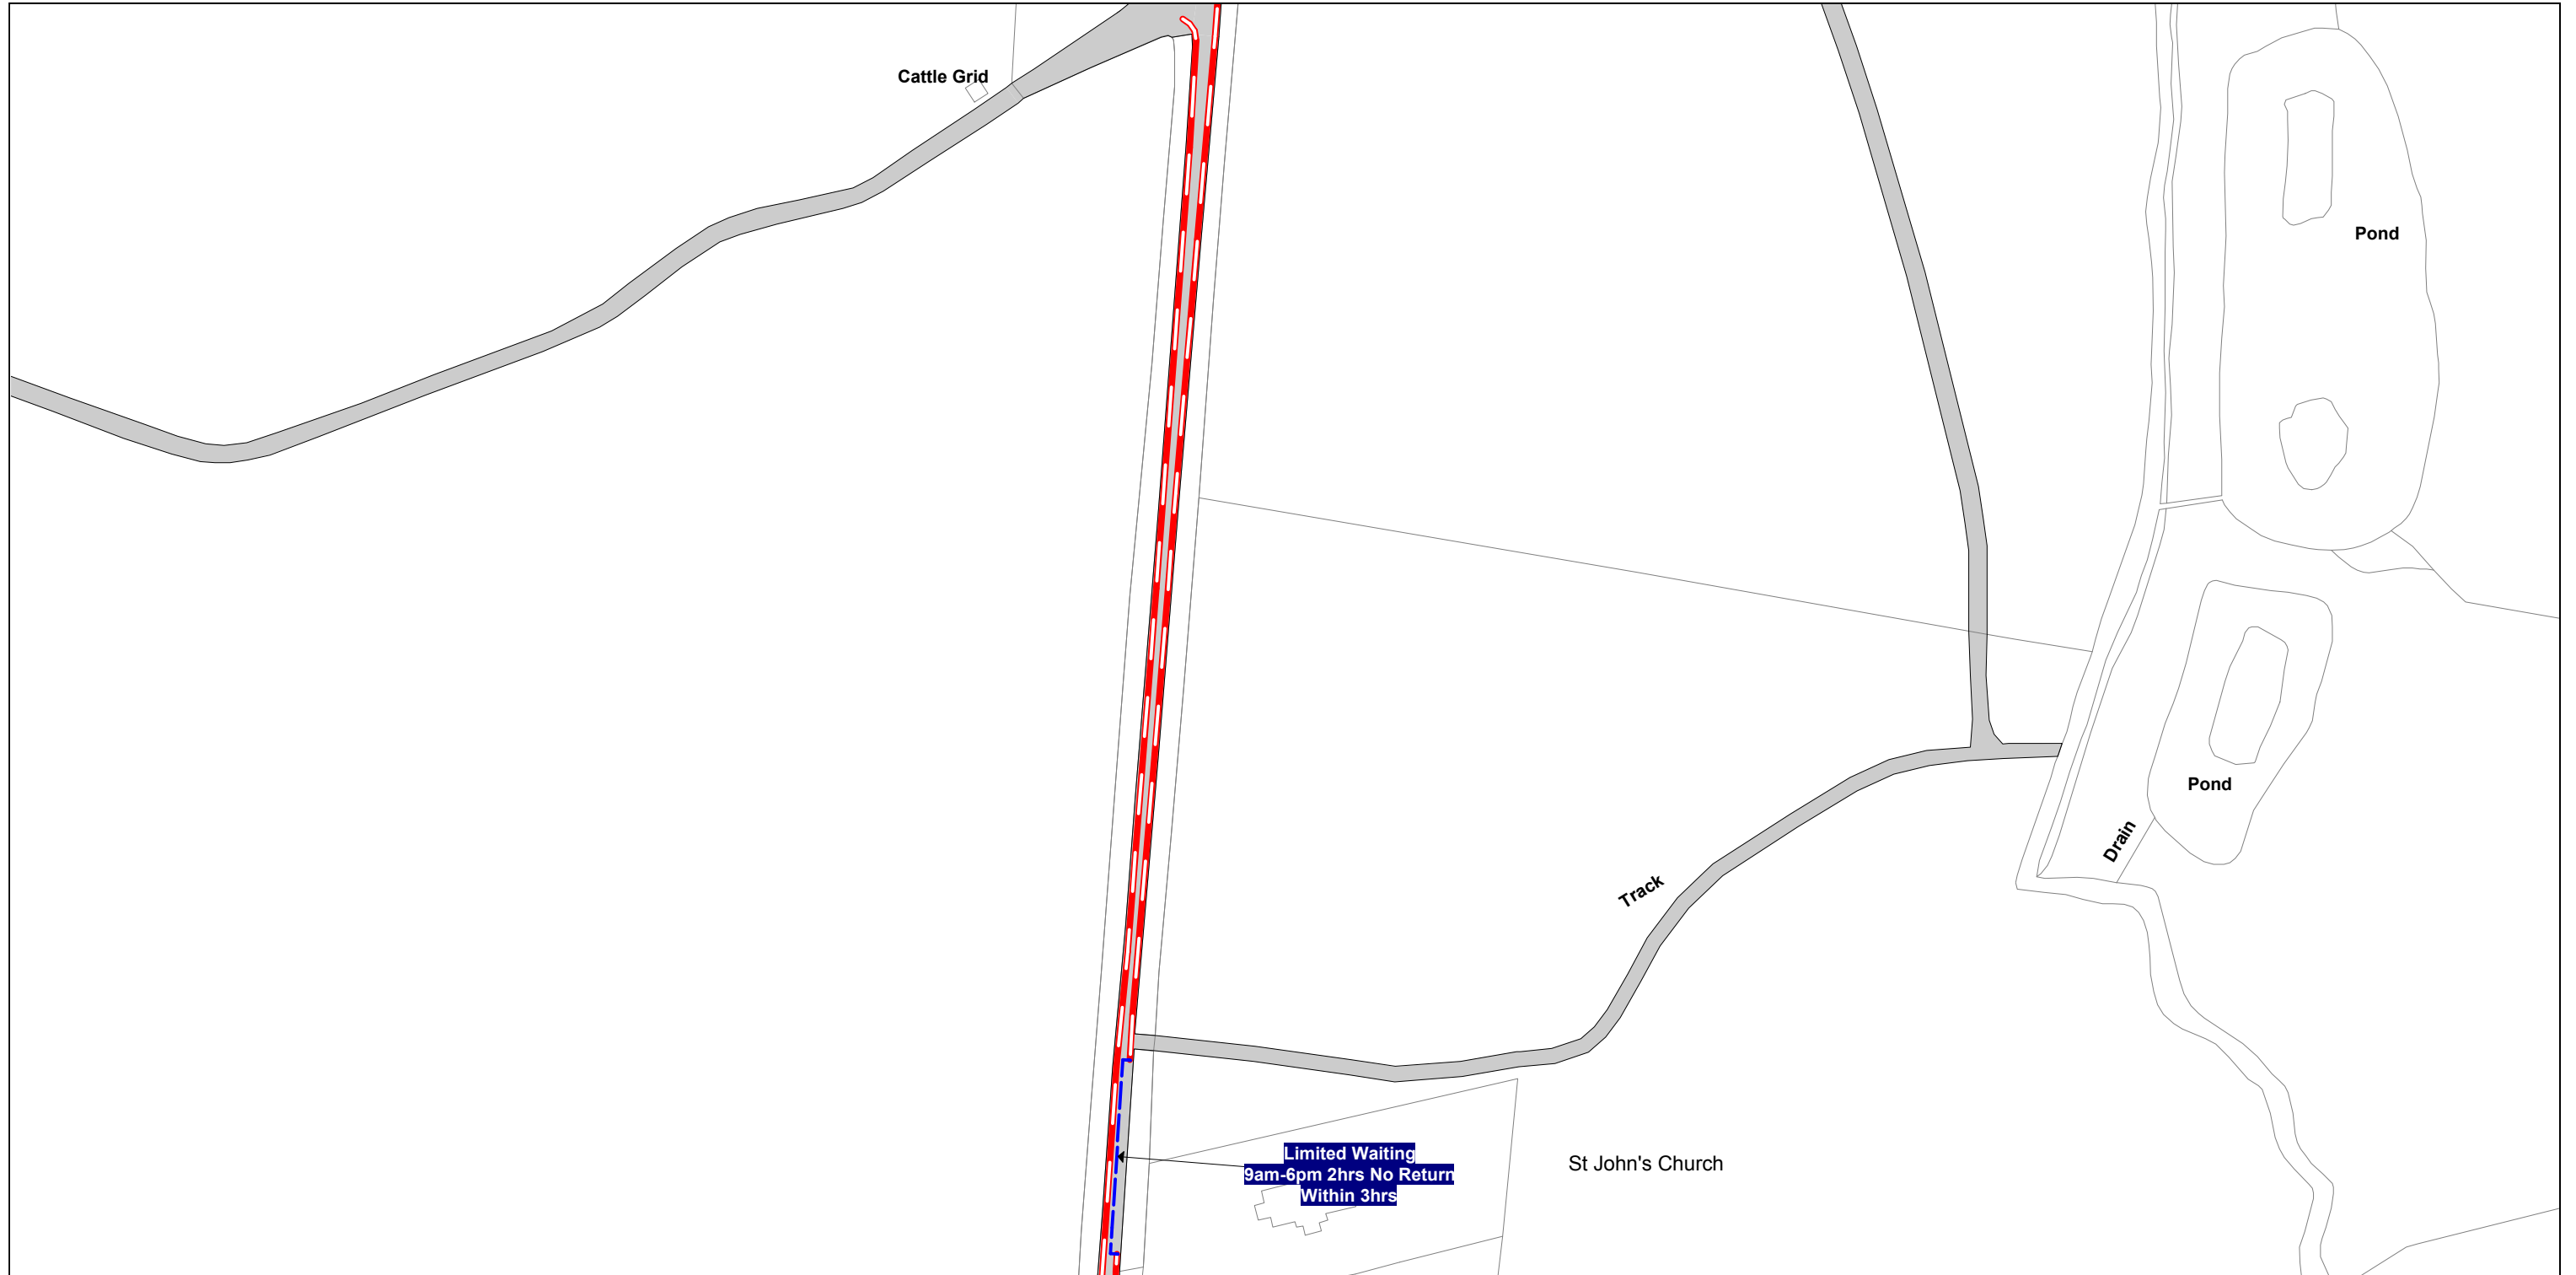 Cattle Grid
Pond
Pond
Drain
Track
Limited Waiting
9am-6pm 2hrs No Return
Within 3hrs
St John's Church